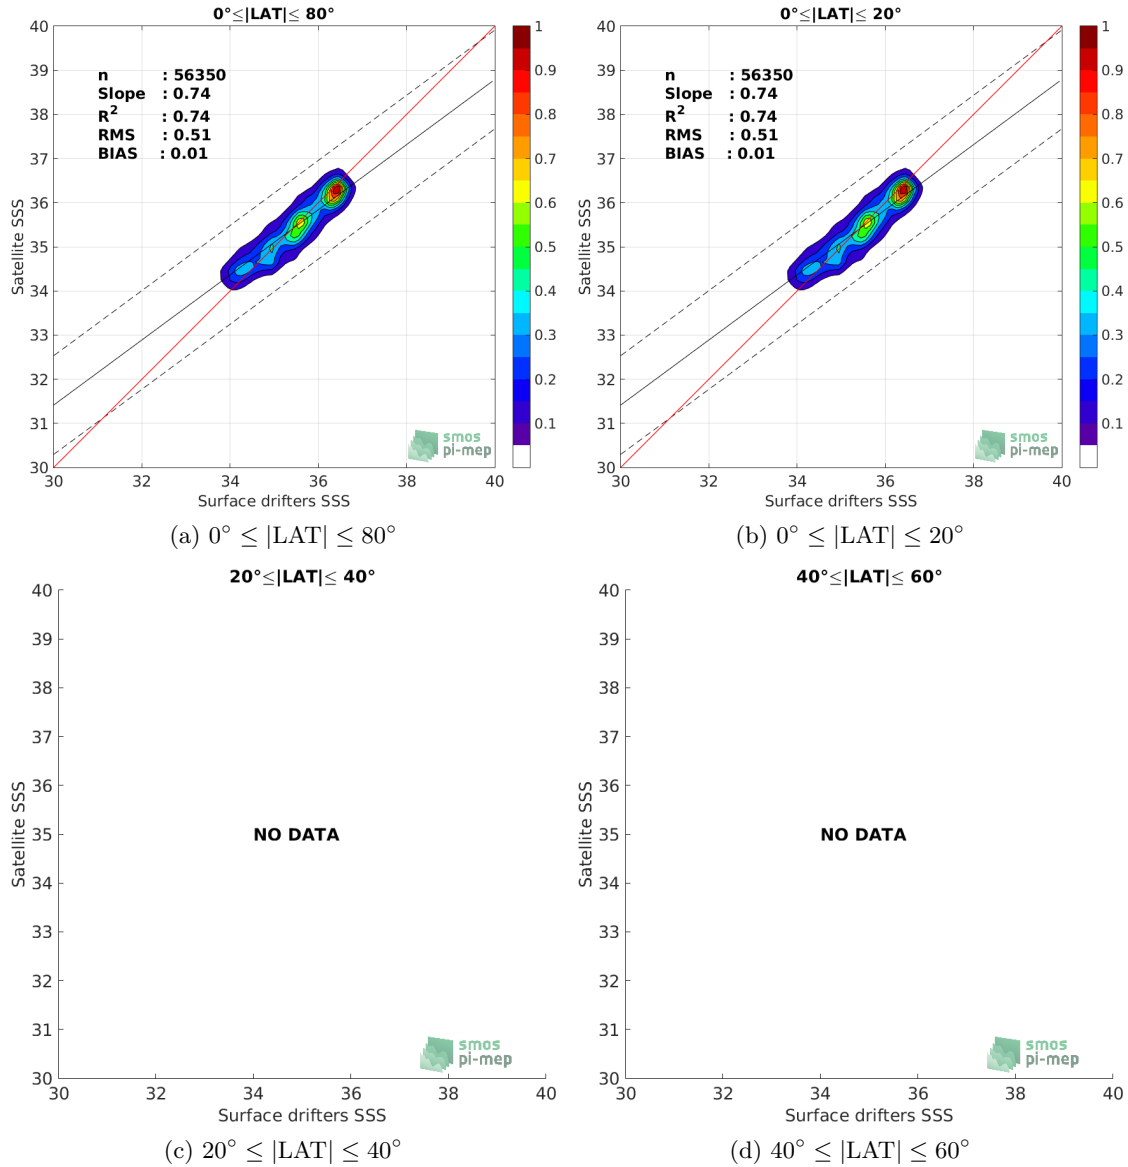 0°≤|LAT|≤ 80°
40
39
38
37
36
35
34
33
32
31
30
30
32
34
36
38
40
Satellite SSS
Surface drifters SSS
n : 56350
Slope : 0.74
R² : 0.74
RMS : 0.51
BIAS : 0.01
smos
pi-mep
1
0.9
0.8
0.7
0.6
0.5
0.4
0.3
0.2
0.1
(a) 0° ≤ |LAT| ≤ 80°
0°≤|LAT|≤ 20°
40
39
38
37
36
35
34
33
32
31
30
30
32
34
36
38
40
Satellite SSS
Surface drifters SSS
n : 56350
Slope : 0.74
R² : 0.74
RMS : 0.51
BIAS : 0.01
smos
pi-mep
1
0.9
0.8
0.7
0.6
0.5
0.4
0.3
0.2
0.1
(b) 0° ≤ |LAT| ≤ 20°
20°≤|LAT|≤ 40°
40
39
38
37
36
35
34
33
32
31
30
30
32
34
36
38
40
Satellite SSS
Surface drifters SSS
NO DATA
smos
pi-mep
(c) 20° ≤ |LAT| ≤ 40°
40°≤|LAT|≤ 60°
40
39
38
37
36
35
34
33
32
31
30
30
32
34
36
38
40
Satellite SSS
Surface drifters SSS
NO DATA
smos
pi-mep
(d) 40° ≤ |LAT| ≤ 60°